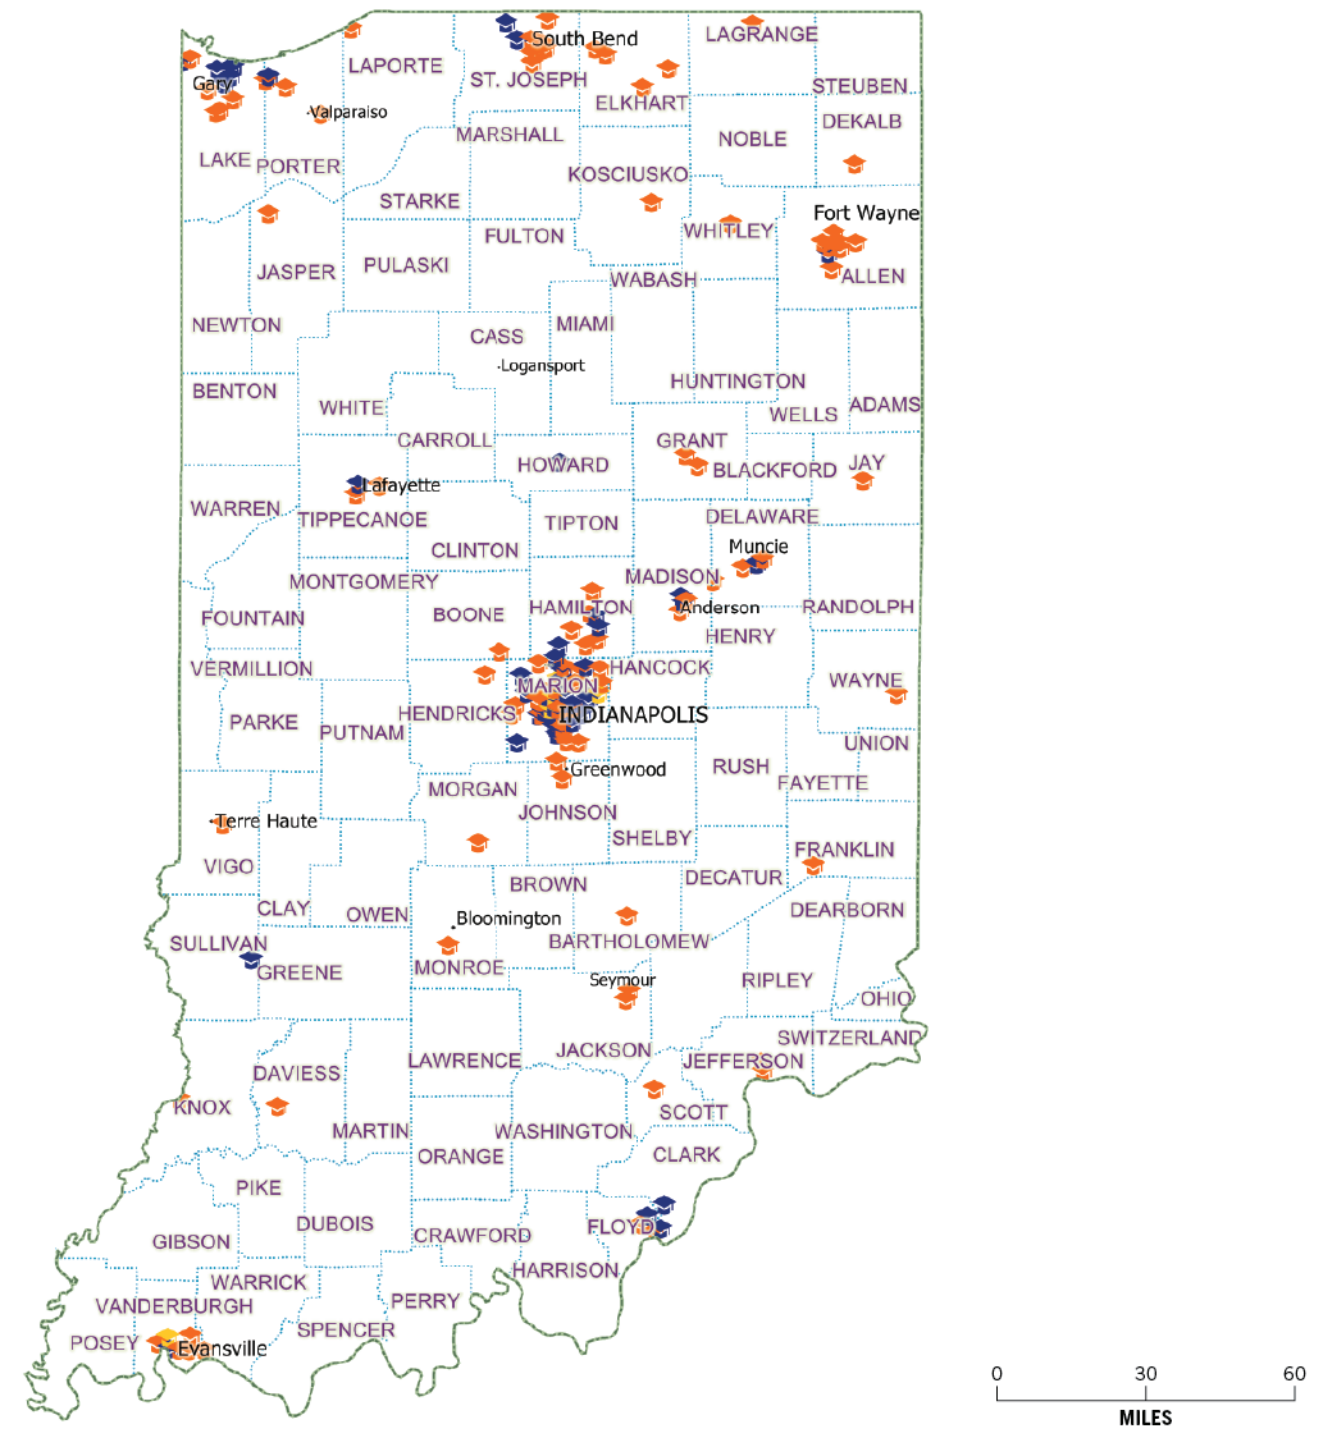 South Bend
LAGRANGE
LAPORTE
ST. JOSEPH
Gary
ELKHART
STEUBEN
Valparaiso
DEKALB
MARSHALL
NOBLE
LAKE
PORTER
KOSCIUSKO
STARKE
Fort Wayne
FULTON
WHITLEY
PULASKI
JASPER
ALLEN
WABASH
NEWTON
MIAMI
CASS
Logansport
HUNTINGTON
BENTON
WHITE
ADAMS
WELLS
CARROLL
GRANT
HOWARD
JAY
BLACKFORD
Lafayette
WARREN
TIPPECANOE
DELAWARE
TIPTON
Muncie
CLINTON
MADISON
MONTGOMERY
HAMILTON
Anderson
RANDOLPH
BOONE
FOUNTAIN
HENRY
VERMILLION
HANCOCK
WAYNE
MARION
HENDRICKS
INDIANAPOLIS
PARKE
PUTNAM
UNION
RUSH
Greenwood
FAYETTE
MORGAN
JOHNSON
Terre Haute
SHELBY
FRANKLIN
VIGO
DECATUR
BROWN
CLAY
OWEN
DEARBORN
Bloomington
SULLIVAN
BARTHOLOMEW
GREENE
MONROE
Seymour
RIPLEY
OHIO
SWITZERLAND
JACKSON
LAWRENCE
JEFFERSON
DAVIESS
KNOX
SCOTT
MARTIN
WASHINGTON
ORANGE
CLARK
PIKE
DUBOIS
FLOYD
CRAWFORD
GIBSON
HARRISON
WARRICK
PERRY
VANDERBURGH
SPENCER
POSEY
Evansville
0 30 60
MILES